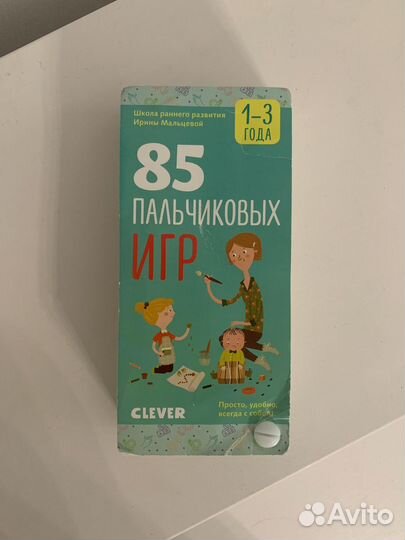 Школа раннего развития
Ирины Мальцевой
1–3
ГОДА
85
ПАЛЬЧИКОВЫХ
ИГР
CLEVER
Просто, удобно,
всегда с собой!
Avito